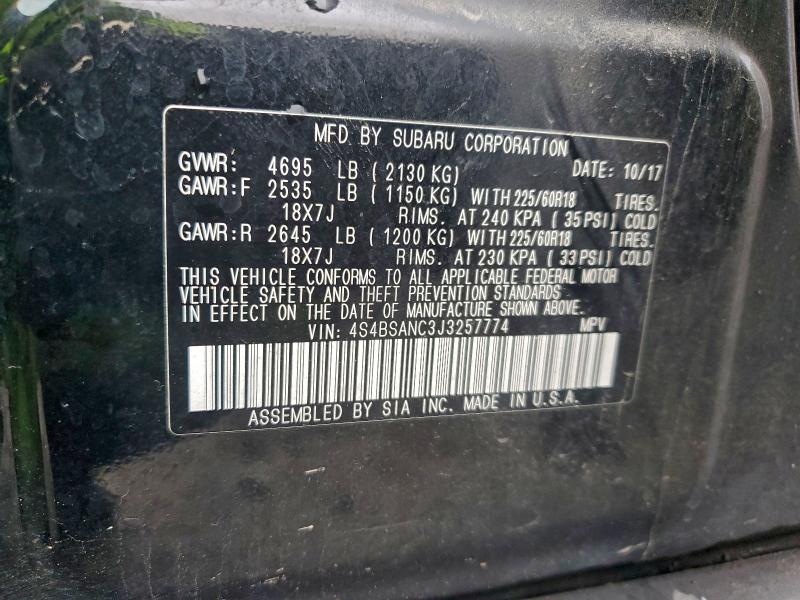 MFD BY SUBARU CORPORATION
GVWR: 4695 LB ( 2130 KG) DATE: 10/17
GAWR:F 2535 LB ( 1150 KG) WITH 225/60R18 TIRES.
18X7J RIMS. AT 240 KPA ( 35 PSI) COLD
GAWR:R 2645 LB ( 1200 KG) WITH 225/60R18 TIRES.
18X7J RIMS. AT 230 KPA ( 33 PSI) COLD
THIS VEHICLE CONFORMS TO ALL APPLICABLE FEDERAL MOTOR
VEHICLE SAFETY AND THEFT PREVENTION STANDARDS
IN EFFECT ON THE DATE OF MANUFACTURE SHOWN ABOVE.
VIN: 4S4BSANC3J3257774 MPV
ASSEMBLED BY SIA INC. MADE IN U.S.A.